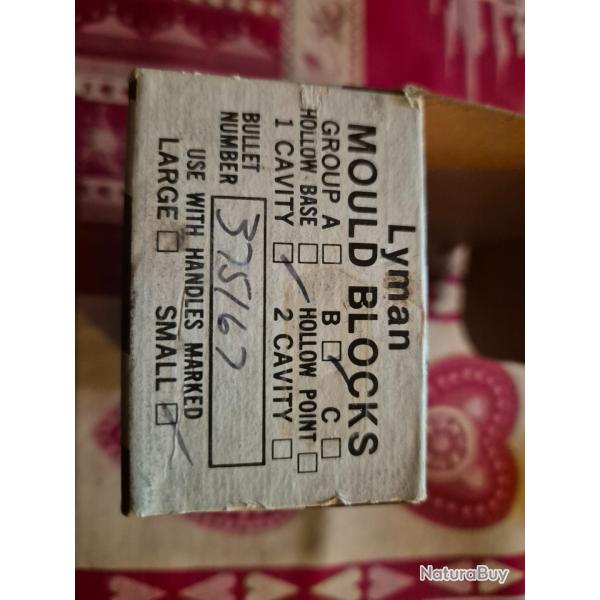 Lyman
MOULD BLOCKS
GROUP A ☐ B ☑ C ☐
HOLLOW BASE ☐ HOLLOW POINT ☐
1 CAVITY ☑ 2 CAVITY ☐
BULLET NUMBER 375167
USE WITH HANDLES MARKED
LARGE ☐ SMALL ☑
NaturaBuy